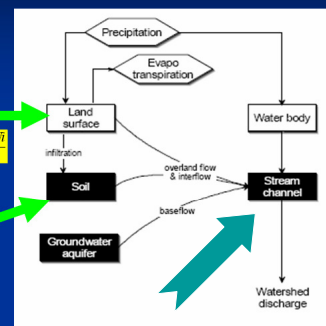 Precipitation
Evapo
transpiration
Land
surface
Water body
infiltration
overland flow
& interflow
Soil
Stream
channel
baseflow
Groundwater
aquifer
Watershed
discharge